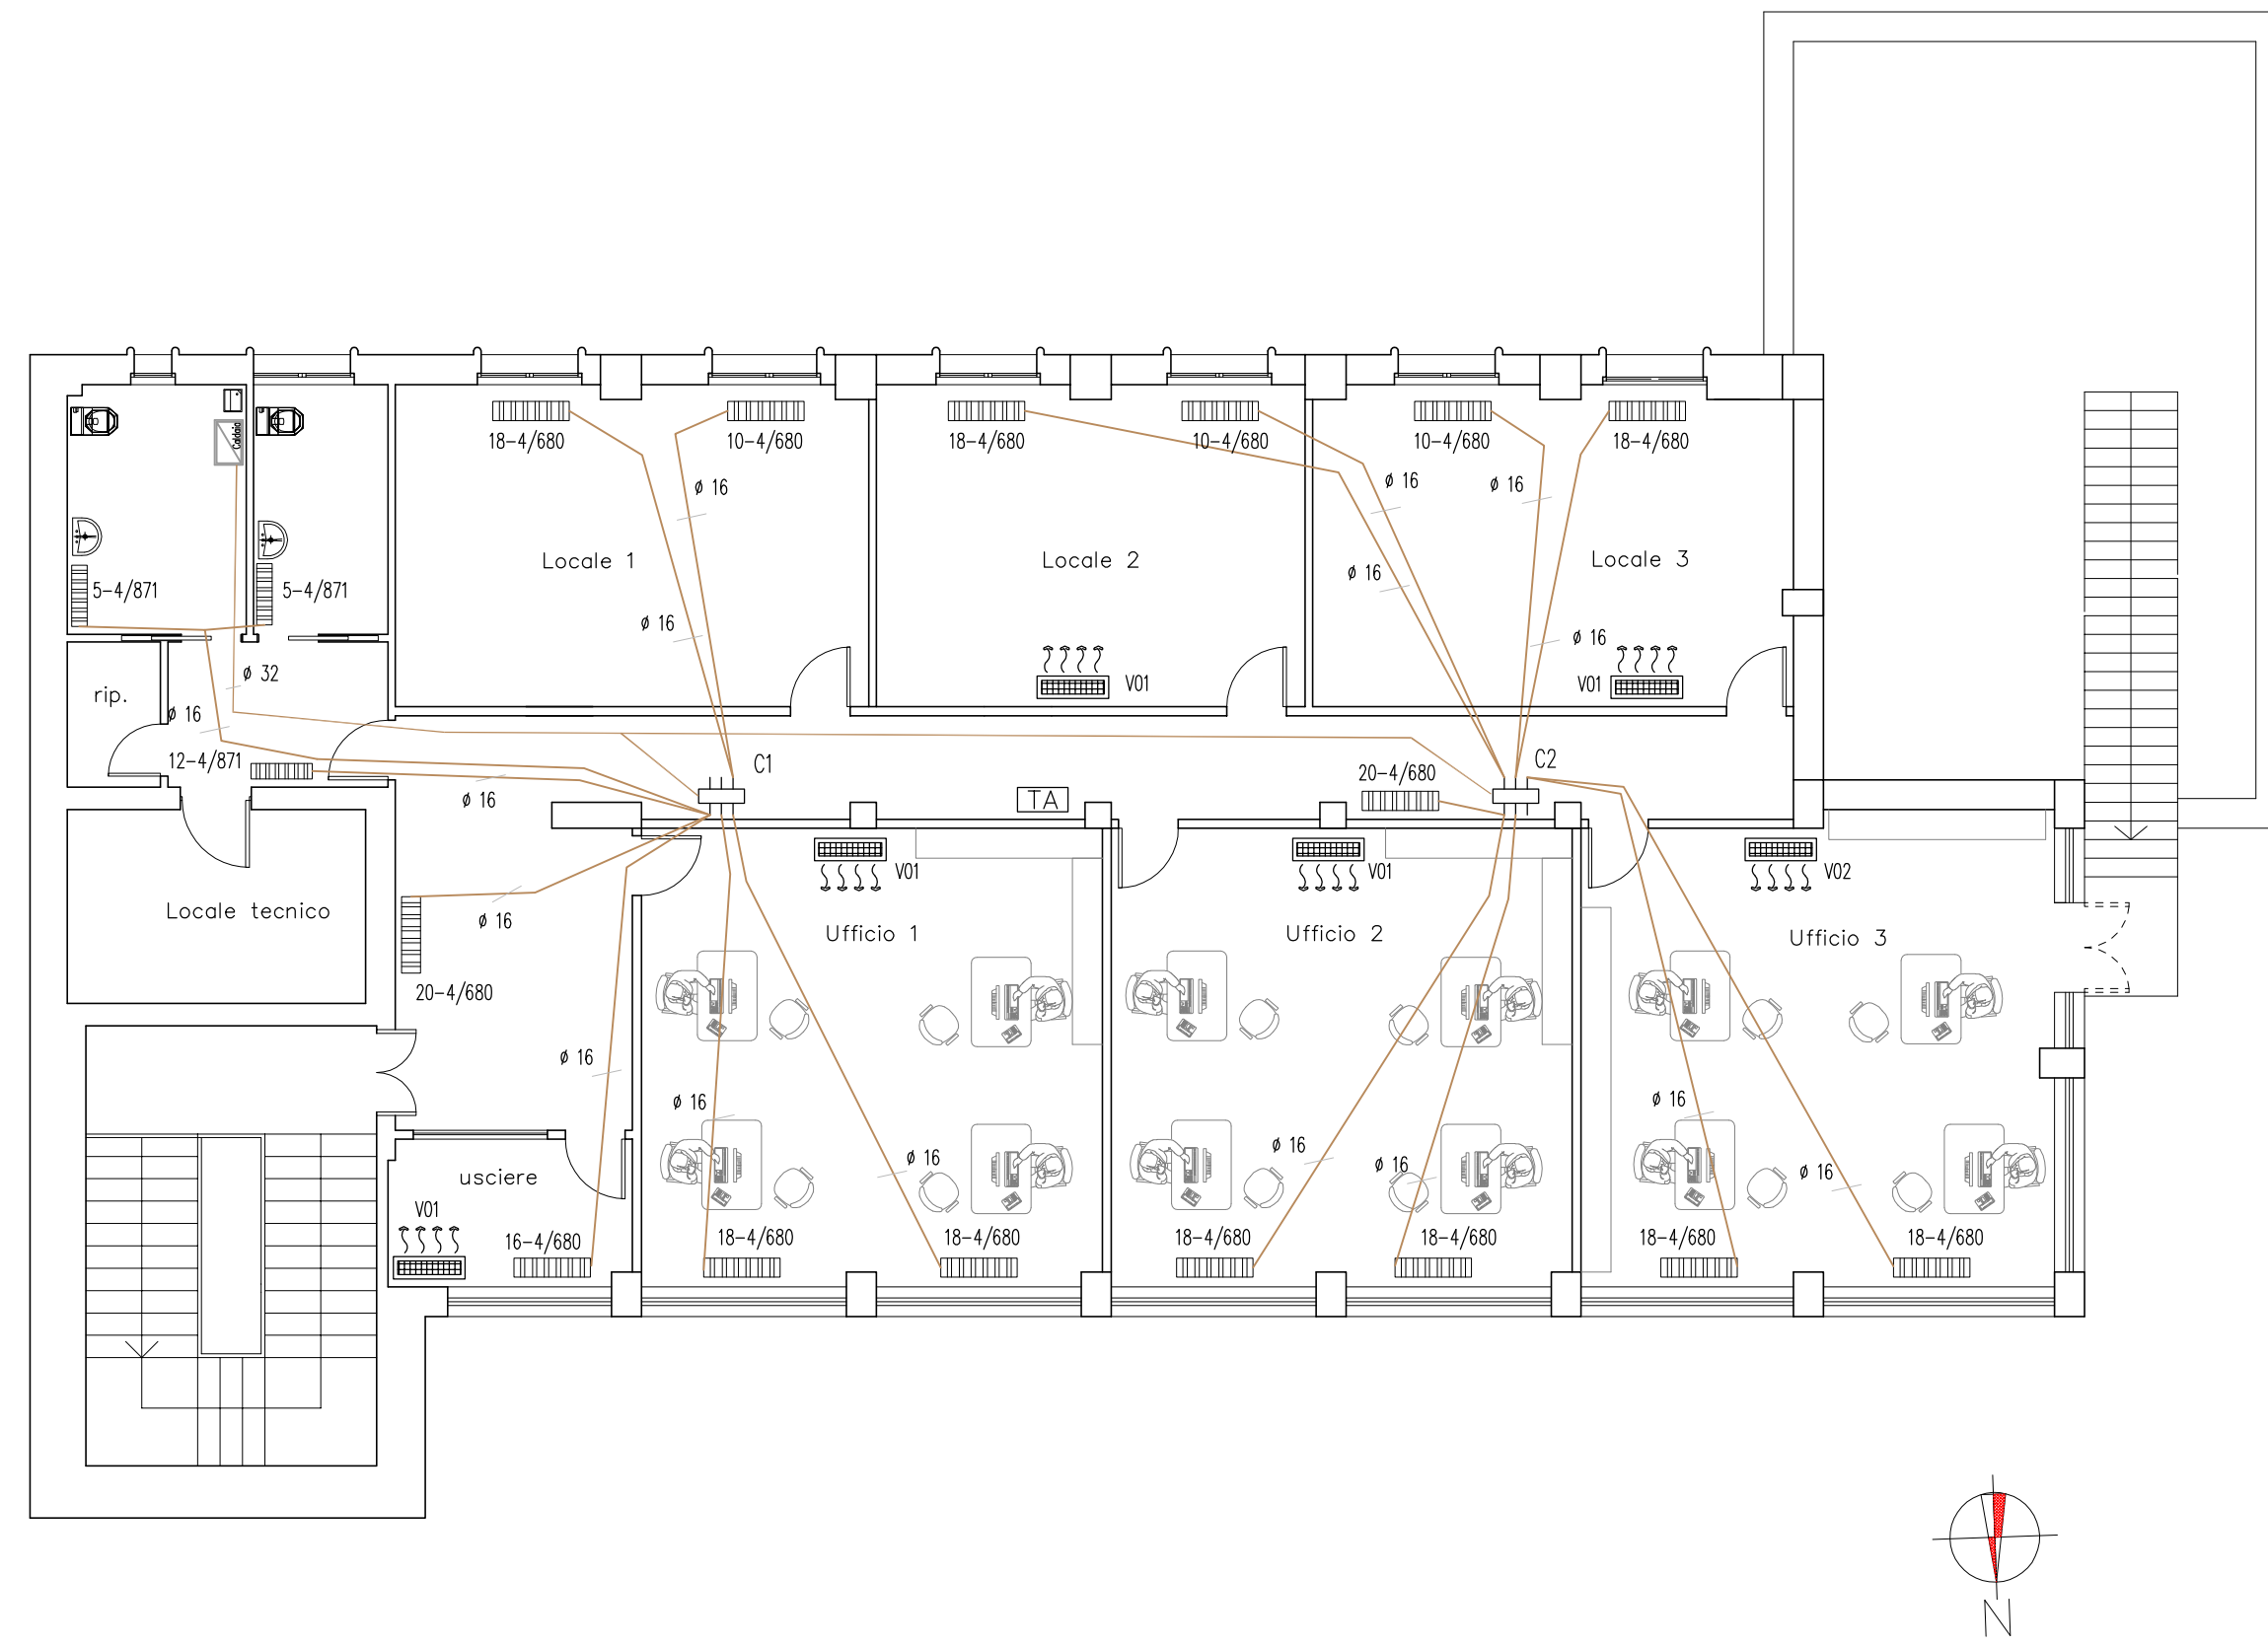 Caldaia
18-4/680
10-4/680
18-4/680
10-4/680
10-4/680
18-4/680
ø 16
ø 16
ø 16
Locale 1
Locale 2
Locale 3
ø 16
5-4/871
5-4/871
ø 16
ø 16
ø 32
rip.
V01
V01
ø 16
12-4/871
C1
C2
20-4/680
ø 16
TA
V01
V01
V02
Locale tecnico
ø 16
Ufficio 1
Ufficio 2
Ufficio 3
20-4/680
ø 16
ø 16
ø 16
ø 16
ø 16
ø 16
ø 16
usciere
V01
16-4/680
18-4/680
18-4/680
18-4/680
18-4/680
18-4/680
18-4/680
N